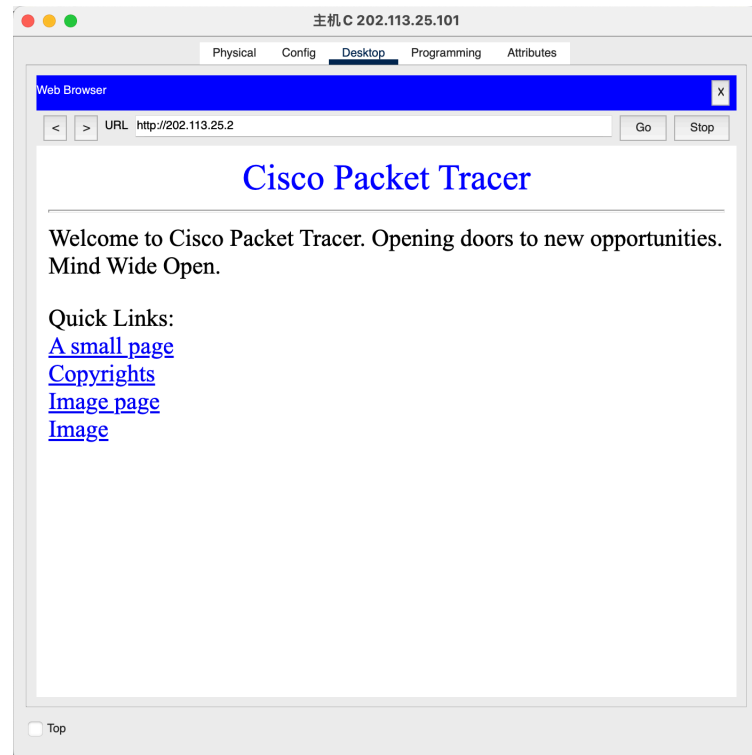 主机C 202.113.25.101
Physical Config Desktop Programming Attributes
Web Browser X
< > URL http://202.113.25.2 Go Stop
Cisco Packet Tracer
Welcome to Cisco Packet Tracer. Opening doors to new opportunities.
Mind Wide Open.
Quick Links:
A small page
Copyrights
Image page
Image
Top